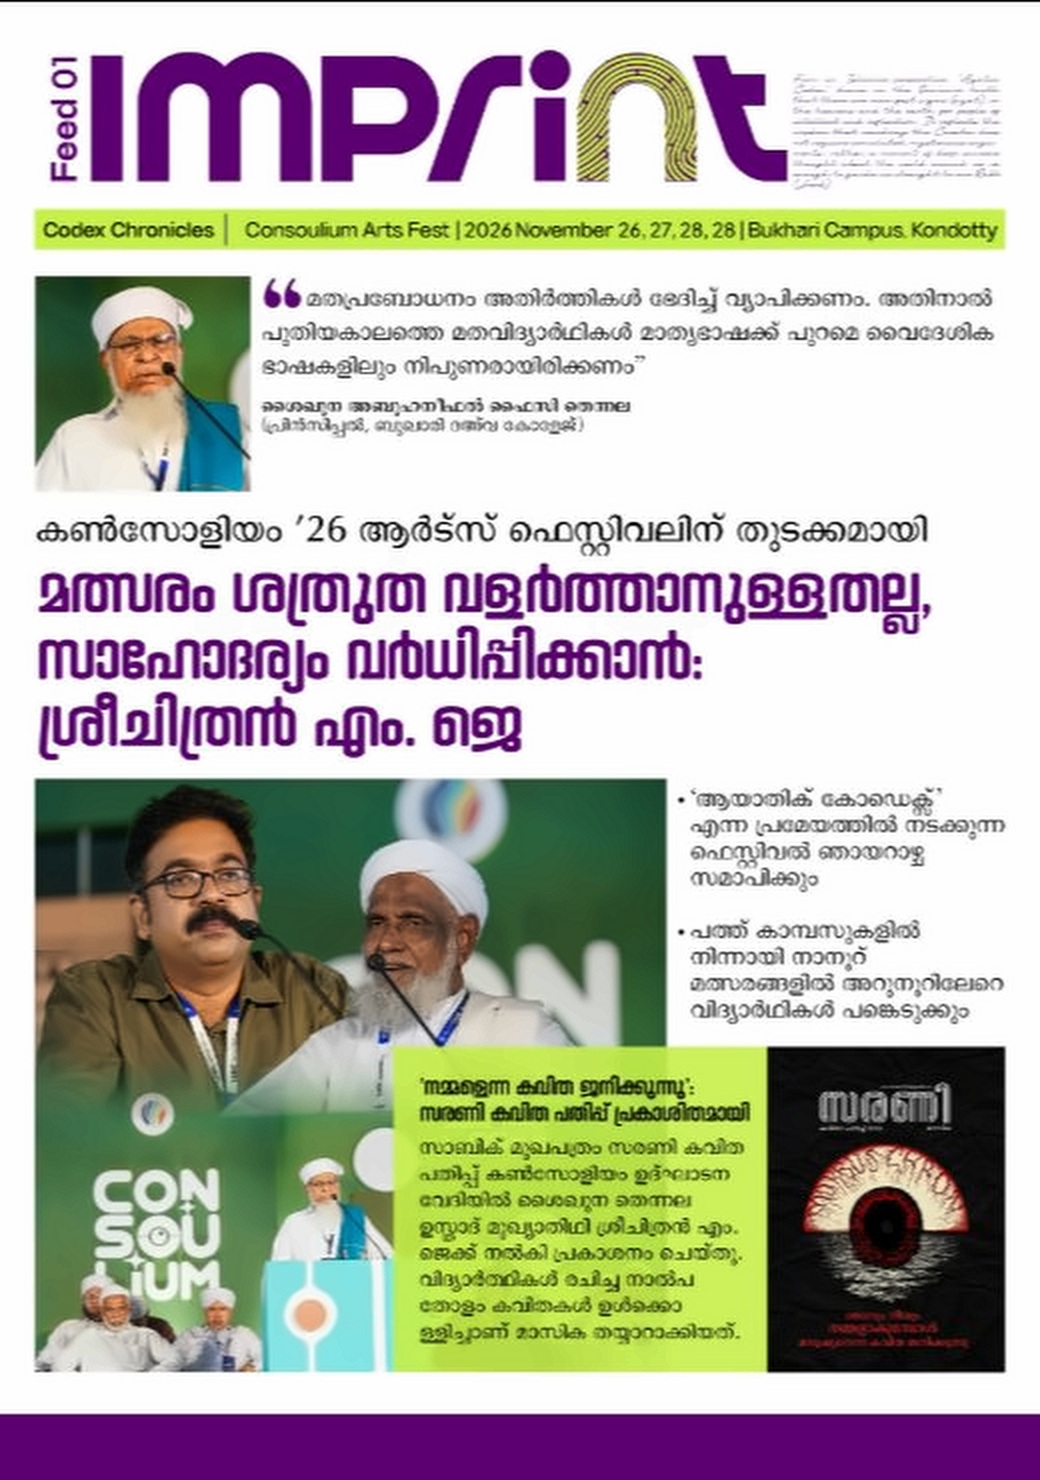 Feed 01
Imprint
Codex Chronicles | Consoulium Arts Fest | 2026 November 26, 27, 28, 28 | Bukhari Campus, Kondotty
“മതപ്രബോധനം അതിർത്തികൾ ഭേദിച്ച് വ്യാപിക്കണം. അതിനാൽ
പുതിയകാലത്തെ മതവിദ്യാർഥികൾ മാതൃഭാഷക്ക് പുറമെ വൈദേശിക
ഭാഷകളിലും നിപുണരായിരിക്കണം”
ശൈഖുന അബൂഹനീഫൽ ഫൈസി തെന്നല
(പ്രിൻസിപ്പൽ, ബുഖാരി ദഅ്വ കോളേജ്)
കൺസോളിയം ’26 ആർട്സ് ഫെസ്റ്റിവലിന് തുടക്കമായി
മത്സരം ശത്രുത വളർത്താനുള്ളതല്ല,
സാഹോദര്യം വർധിപ്പിക്കാൻ:
ശ്രീചിത്രൻ എം. ജെ
• ‘ആയാതിക് കോഡെക്സ്’
എന്ന പ്രമേയത്തിൽ നടക്കുന്ന
ഫെസ്റ്റിവൽ ഞായറാഴ്ച
സമാപിക്കും
• പത്ത് കാമ്പസുകളിൽ
നിന്നായി നാനൂറ്
മത്സരങ്ങളിൽ അറുനൂറിലേറെ
വിദ്യാർഥികൾ പങ്കെടുക്കും
'നമ്മളെന്ന കവിത ജനിക്കുന്നു':
സരണി കവിത പതിപ്പ് പ്രകാശിതമായി
സാബിക് മുഖപത്രം സരണി കവിത
പതിപ്പ് കൺസോളിയം ഉദ്ഘാടന
വേദിയിൽ ശൈഖുന തെന്നല
ഉസ്താദ് മുഖ്യാതിഥി ശ്രീചിത്രൻ എം.
ജെക്ക് നൽകി പ്രകാശനം ചെയ്തു.
വിദ്യാർത്ഥികൾ രചിച്ച നാൽപ
തോളം കവിതകൾ ഉൾക്കൊ
ള്ളിച്ചാണ് മാസിക തയ്യാറാക്കിയത്.
CON
SOU
LIUM
സരണി